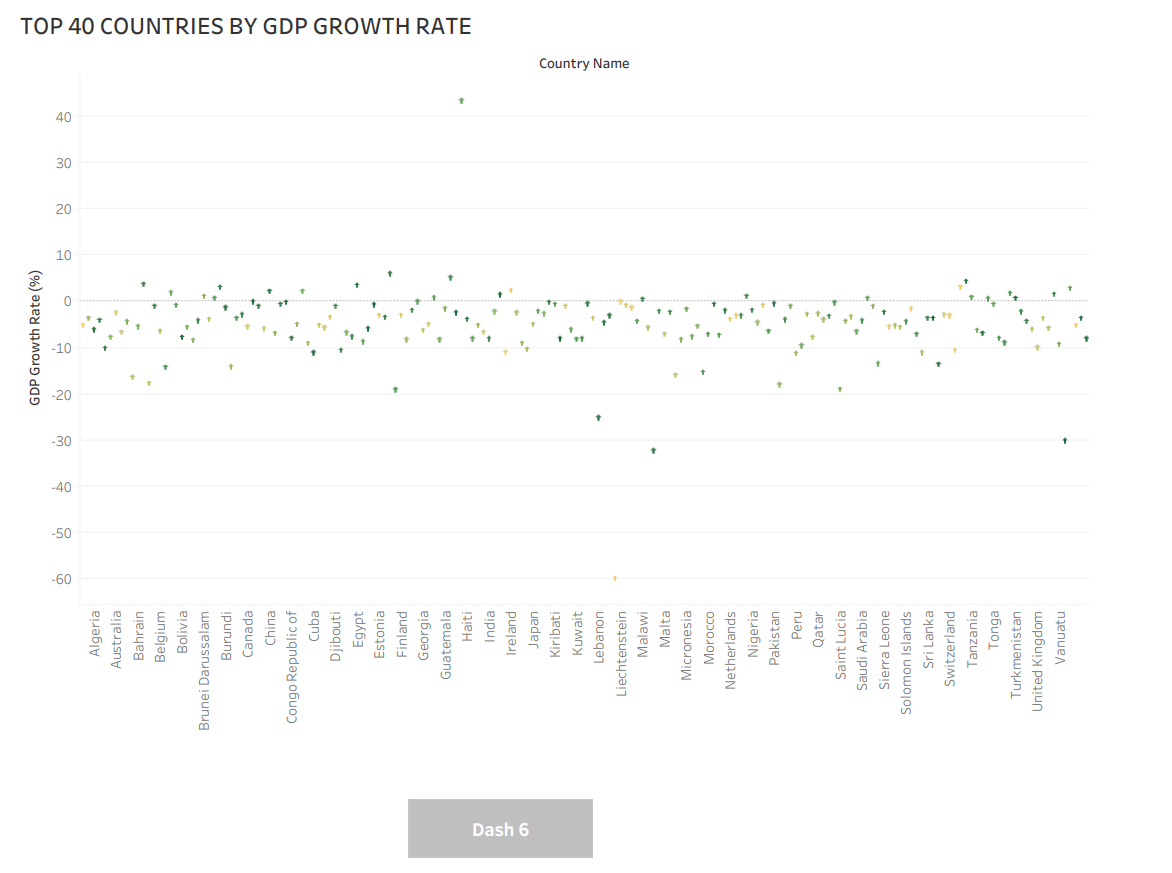 TOP 40 COUNTRIES BY GDP GROWTH RATE
Country Name
GDP Growth Rate (%)
40
30
20
10
0
-10
-20
-30
-40
-50
-60
Algeria
Australia
Bahrain
Belgium
Bolivia
Brunei Darussalam
Burundi
Canada
China
Congo Republic of
Cuba
Djibouti
Egypt
Estonia
Finland
Georgia
Guatemala
Haiti
India
Ireland
Japan
Kiribati
Kuwait
Lebanon
Liechtenstein
Malawi
Malta
Micronesia
Morocco
Netherlands
Nigeria
Pakistan
Peru
Qatar
Saint Lucia
Saudi Arabia
Sierra Leone
Solomon Islands
Sri Lanka
Switzerland
Tanzania
Tonga
Turkmenistan
United Kingdom
Vanuatu
Dash 6